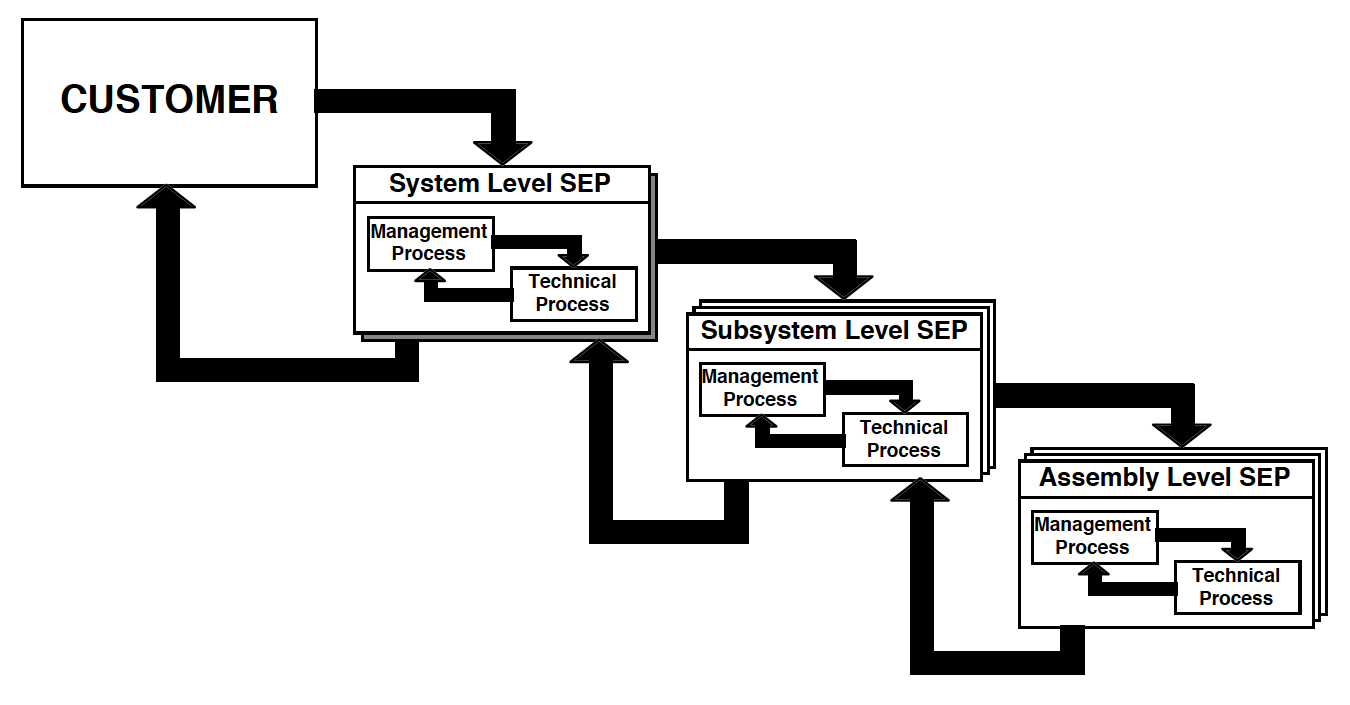 CUSTOMER
System Level SEP
Management
Process
Technical
Process
Subsystem Level SEP
Management
Process
Technical
Process
Assembly Level SEP
Management
Process
Technical
Process